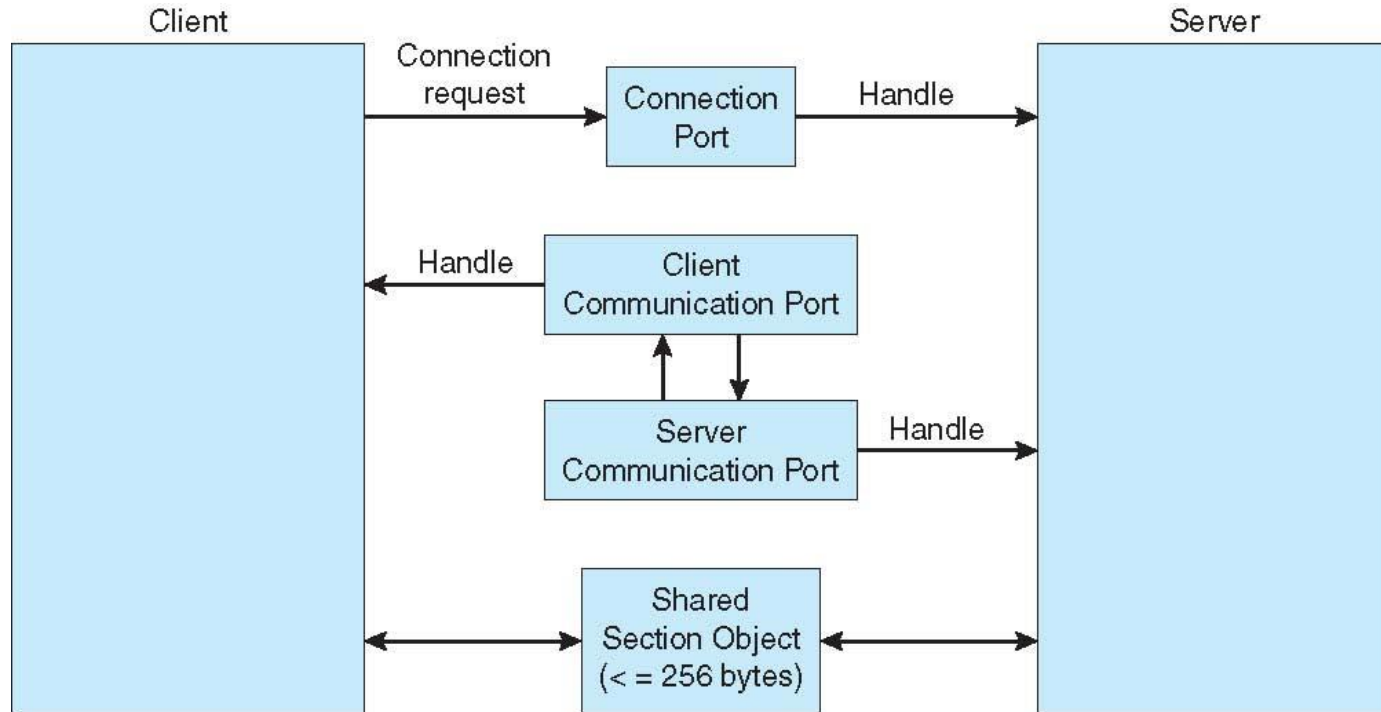 Client
Server
Connection
request
Connection
Port
Handle
Handle
Client
Communication Port
Server
Communication Port
Handle
Shared
Section Object
(< = 256 bytes)